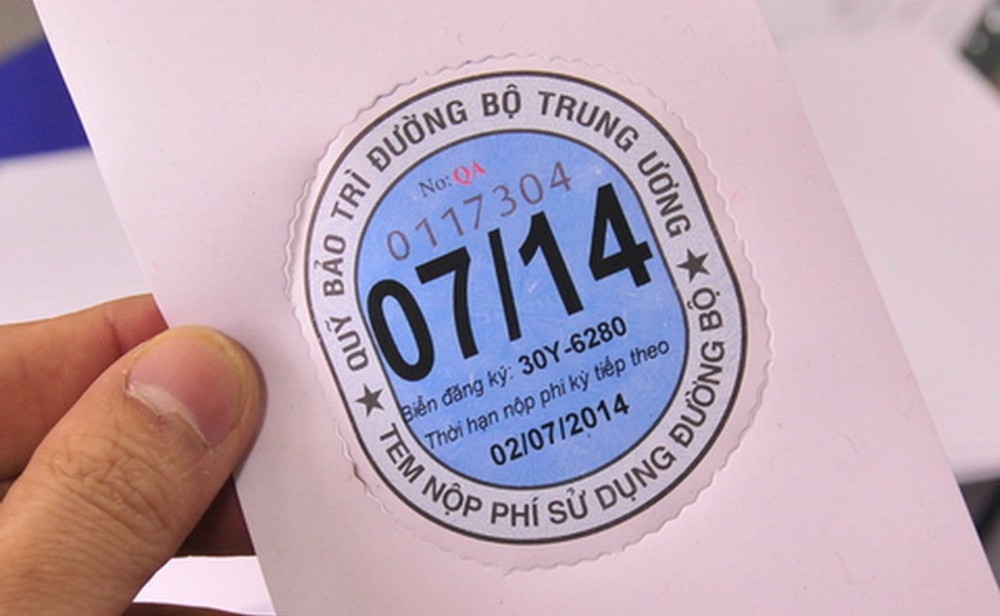 QUỸ BẢO TRÌ ĐƯỜNG BỘ TRUNG ƯƠNG
No: QA
0117304
07/14
Biển đăng ký: 30Y-6280
Thời hạn nộp phí kỳ tiếp theo
02/07/2014
TEM NỘP PHÍ SỬ DỤNG ĐƯỜNG BỘ